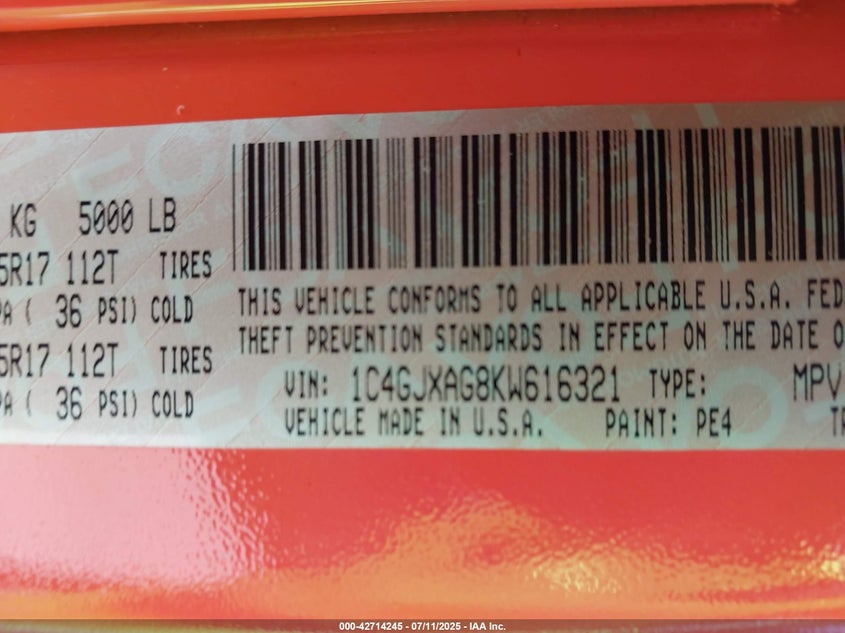 KG 5000 LB
5R17 112T TIRES
PA ( 36 PSI) COLD
5R17 112T TIRES
PA ( 36 PSI) COLD
THIS VEHICLE CONFORMS TO ALL APPLICABLE U.S.A. FED
THEFT PREVENTION STANDARDS IN EFFECT ON THE DATE O
VIN: 1C4GJXAG8KW616321 TYPE: MPV
VEHICLE MADE IN U.S.A. PAINT: PE4 TR
000-42714245 - 07/11/2025 - IAA Inc.